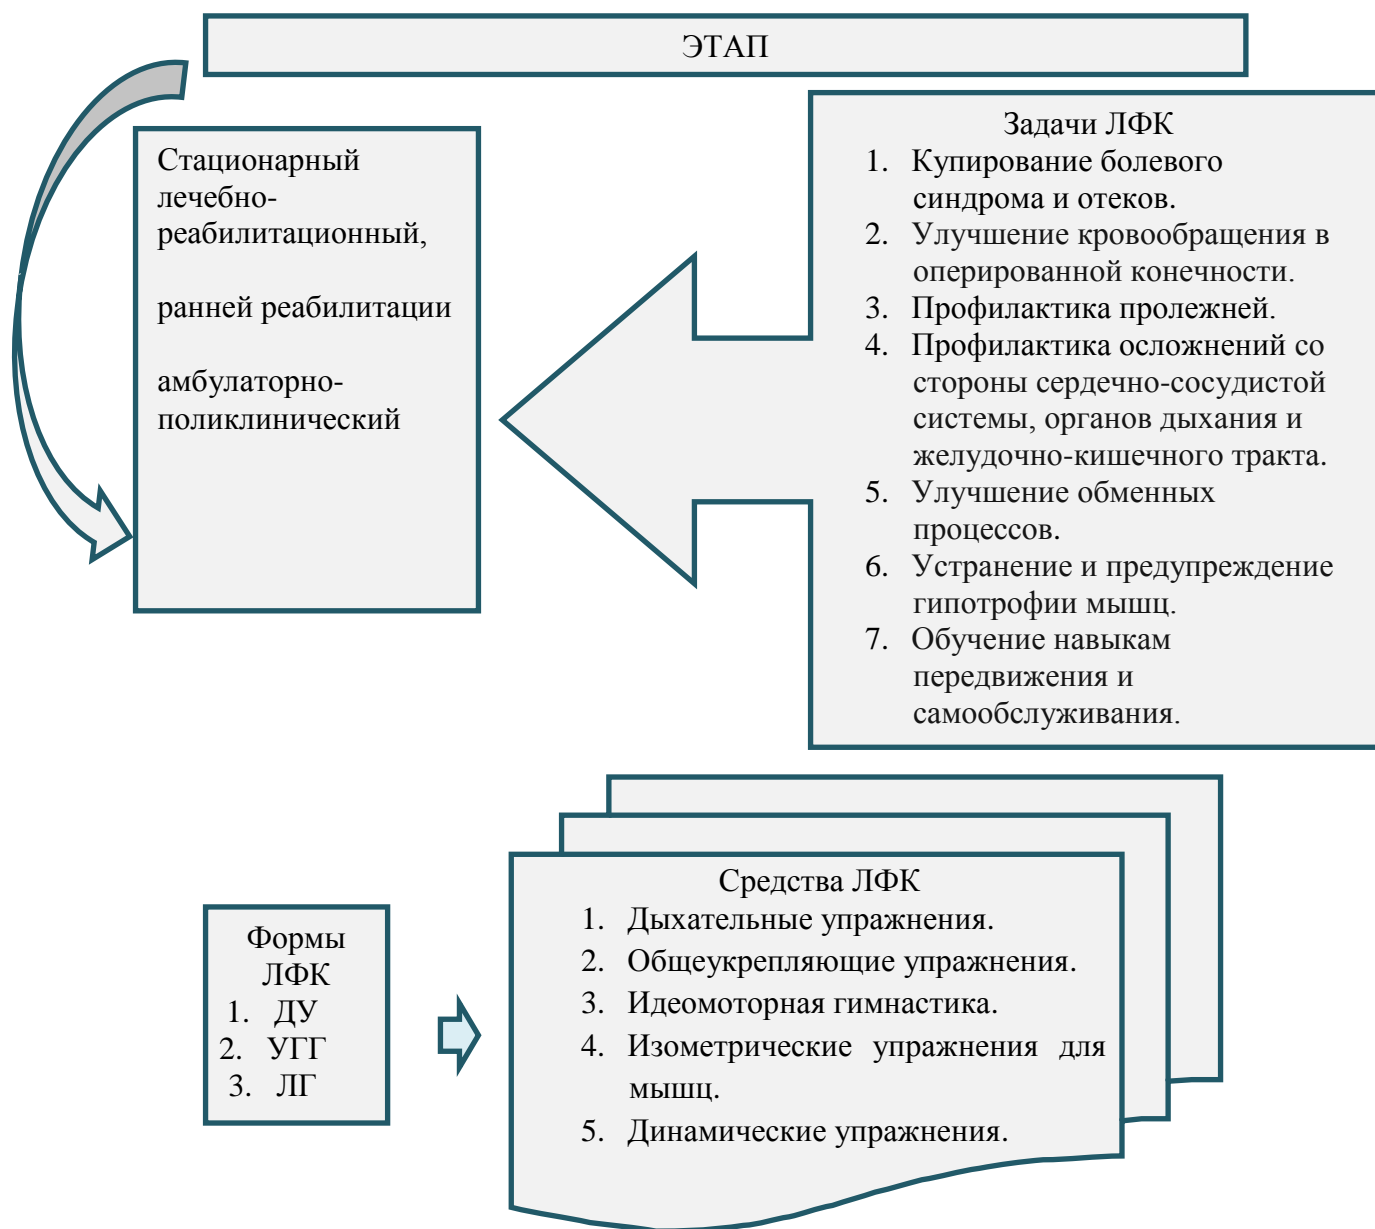 ЭТАП
Стационарный
лечебно-
реабилитационный,
ранней реабилитации
амбулаторно-
поликлинический
Задачи ЛФК
1. Купирование болевого
синдрома и отеков.
2. Улучшение кровообращения в
оперированной конечности.
3. Профилактика пролежней.
4. Профилактика осложнений со
стороны сердечно-сосудистой
системы, органов дыхания и
желудочно-кишечного тракта.
5. Улучшение обменных
процессов.
6. Устранение и предупреждение
гипотрофии мышц.
7. Обучение навыкам
передвижения и
самообслуживания.
Формы
ЛФК
1. ДУ
2. УГГ
3. ЛГ
Средства ЛФК
1. Дыхательные упражнения.
2. Общеукрепляющие упражнения.
3. Идеомоторная гимнастика.
4. Изометрические упражнения для
мышц.
5. Динамические упражнения.